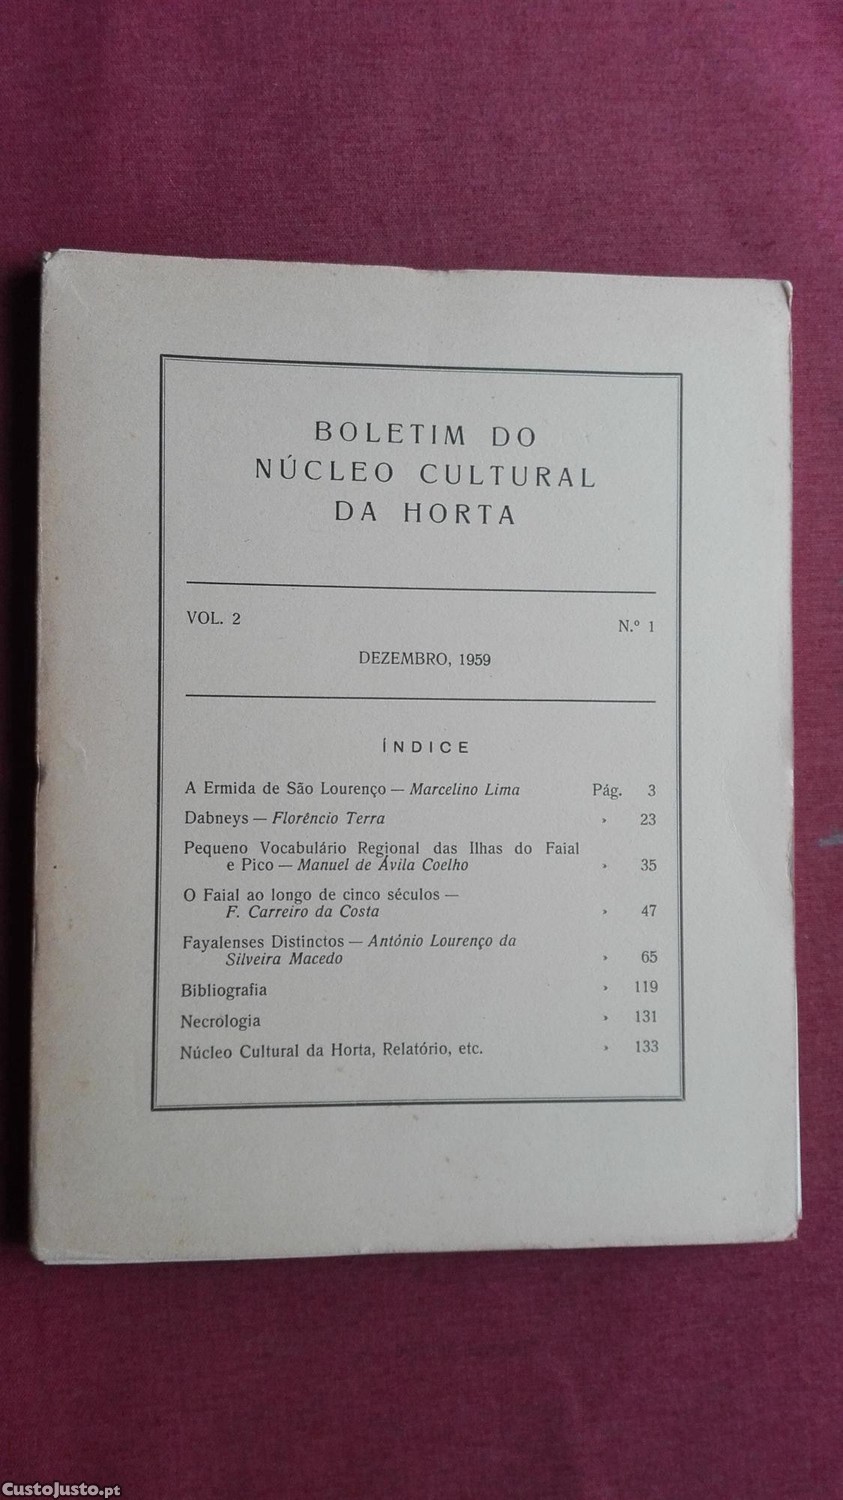 BOLETIM DO
NÚCLEO CULTURAL
DA HORTA
VOL. 2 N.º 1
DEZEMBRO, 1959
ÍNDICE
A Ermida de São Lourenço — Marcelino Lima Pág. 3
Dabneys — Florêncio Terra » 23
Pequeno Vocabulário Regional das Ilhas do Faial
e Pico — Manuel de Ávila Coelho » 35
O Faial ao longo de cinco séculos —
F. Carreiro da Costa » 47
Fayalenses Distinctos — António Lourenço da
Silveira Macedo » 65
Bibliografia » 119
Necrologia » 131
Núcleo Cultural da Horta, Relatório, etc. » 133
CustoJusto.pt